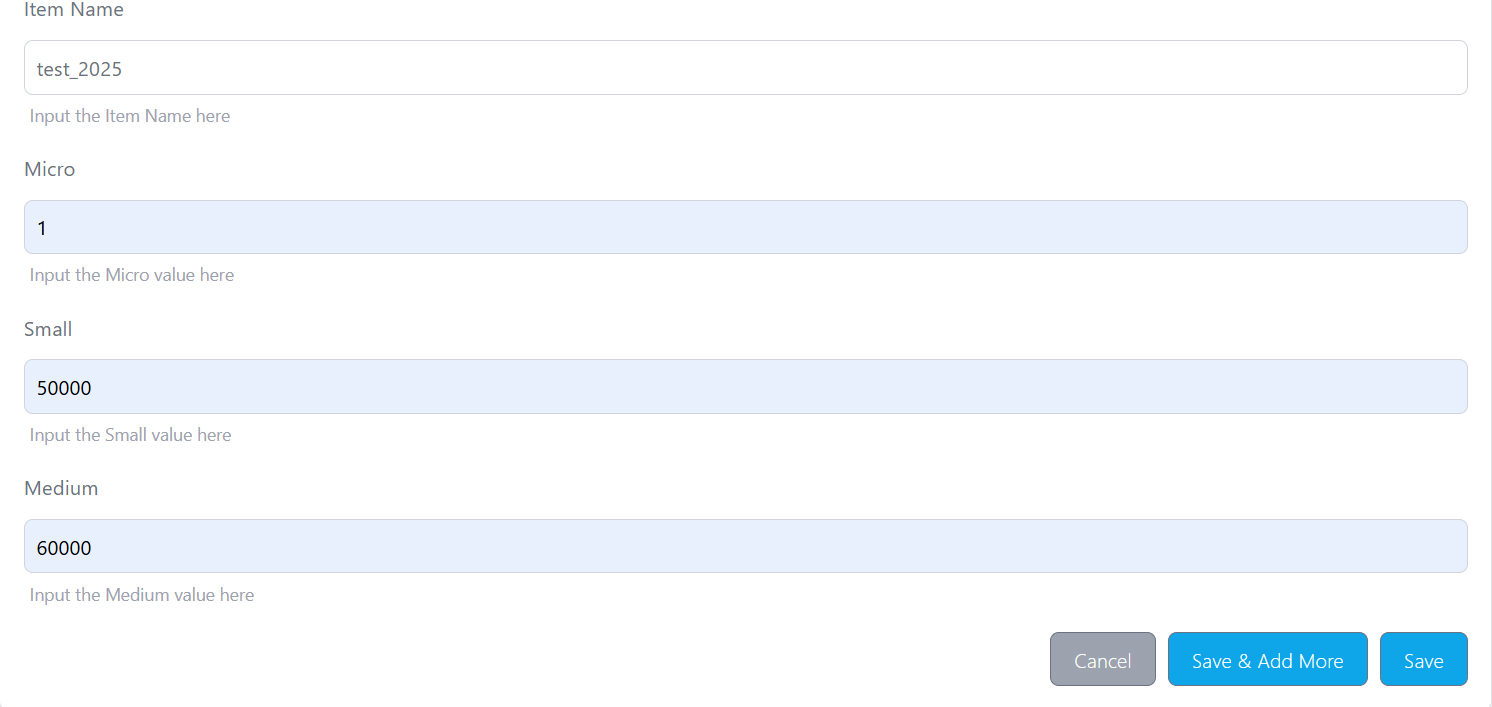 Item Name
test_2025
Input the Item Name here
Micro
1
Input the Micro value here
Small
50000
Input the Small value here
Medium
60000
Input the Medium value here
Cancel Save & Add More Save